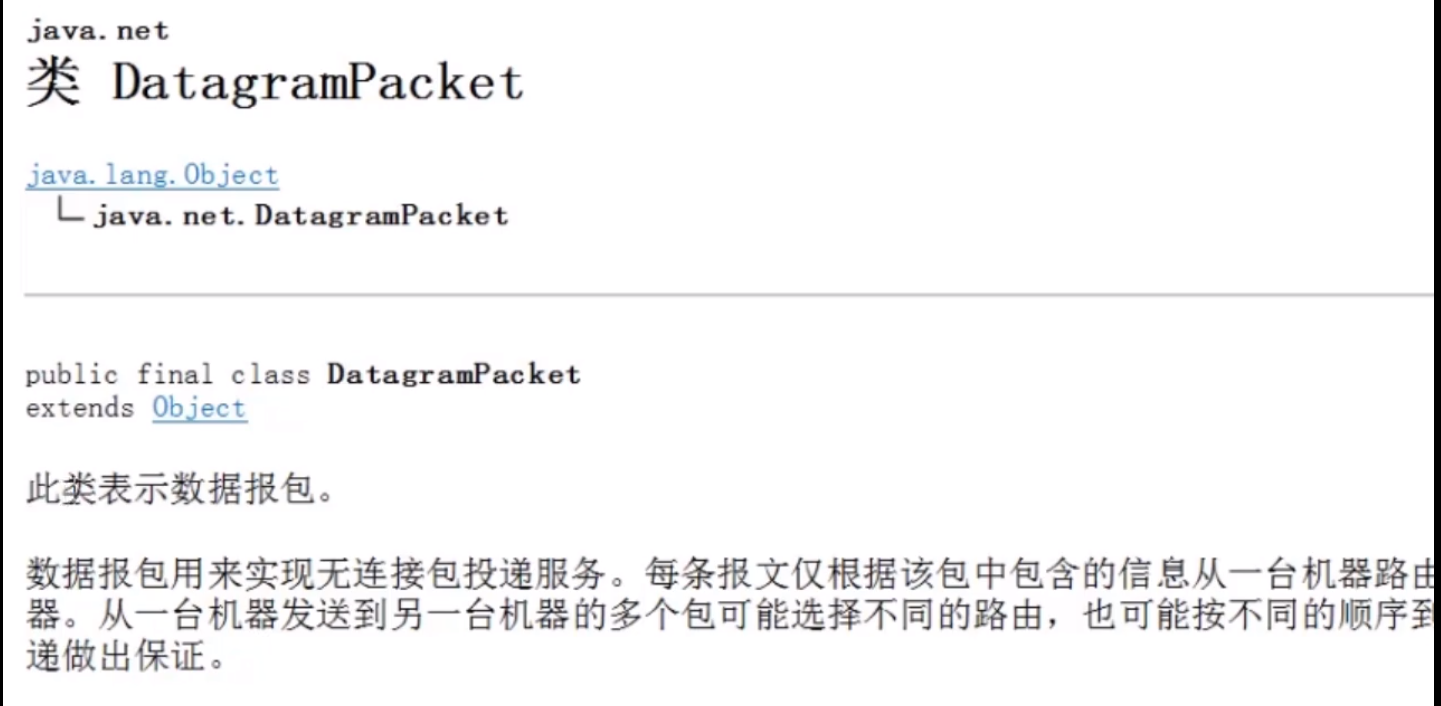 java.net
类 DatagramPacket
java.lang.Object
java.net.DatagramPacket
public final class DatagramPacket
extends Object
此类表示数据报包。
数据报包用来实现无连接包投递服务。每条报文仅根据该包中包含的信息从一台机器路由
器。从一台机器发送到另一台机器的多个包可能选择不同的路由，也可能按不同的顺序到
递做出保证。